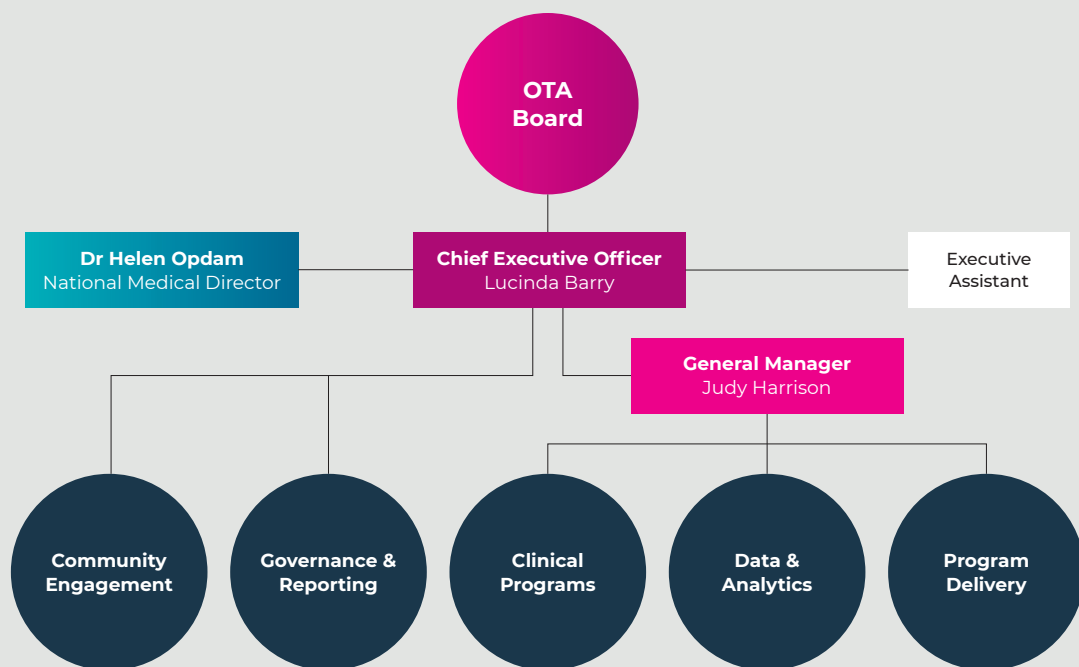 OTA
Board
Dr Helen Opdam
National Medical Director
Chief Executive Officer
Lucinda Barry
Executive
Assistant
General Manager
Judy Harrison
Community
Engagement
Governance &
Reporting
Clinical
Programs
Data &
Analytics
Program
Delivery